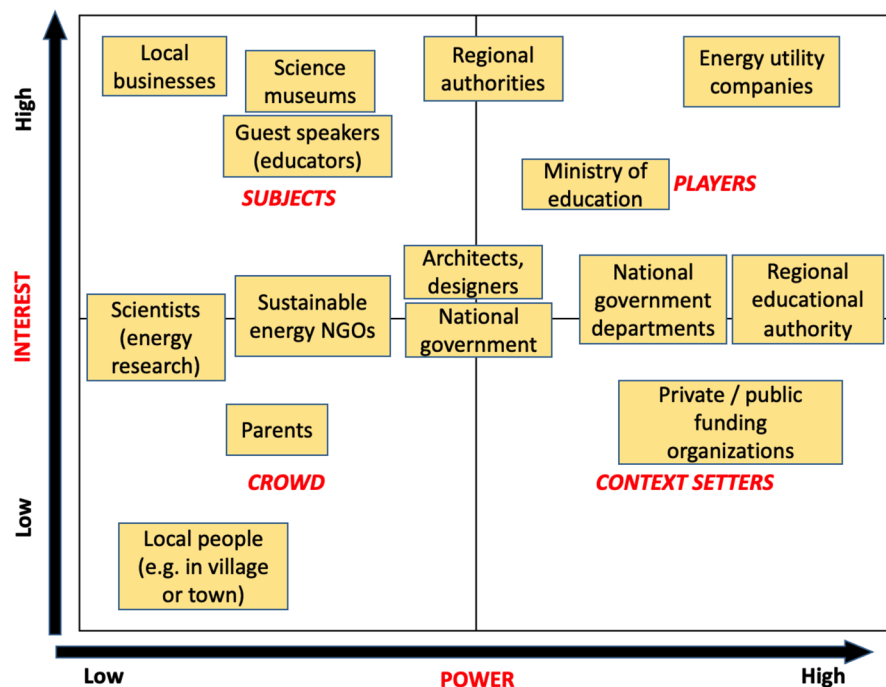 High
Local
businesses
Science
museums
Guest speakers
(educators)
SUBJECTS
Regional
authorities
Energy utility
companies
Ministry of
education
PLAYERS
INTEREST
Scientists
(energy
research)
Sustainable
energy NGOs
Architects,
designers
National
government
National
government
departments
Regional
educational
authority
Parents
CROWD
Private / public
funding
organizations
CONTEXT SETTERS
Low
Local people
(e.g. in village
or town)
Low
POWER
High